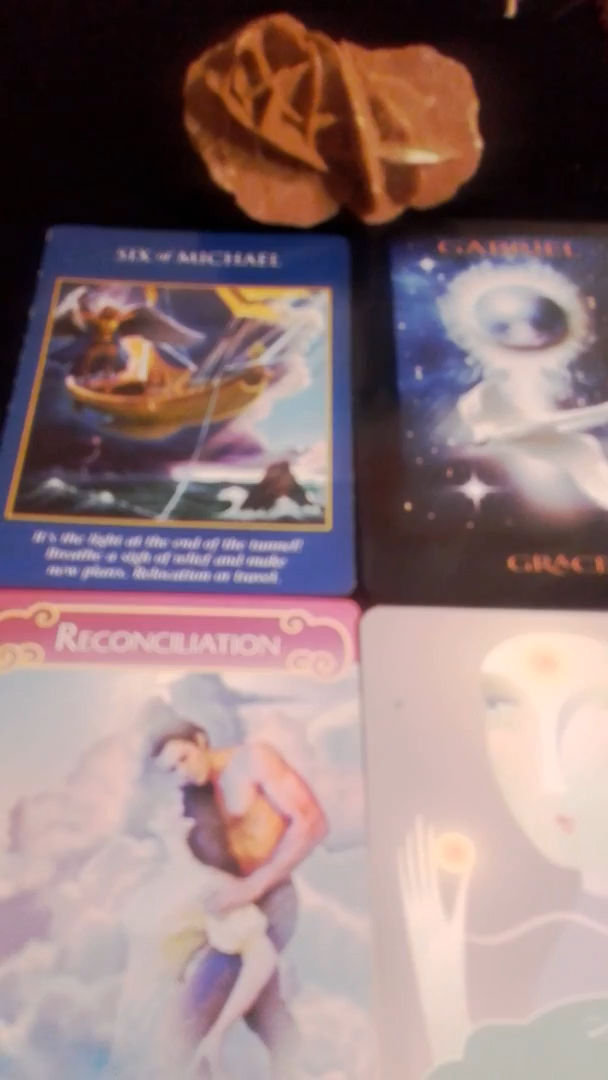 SIX of MICHAEL
GABRIEL
It's the light at the end of the tunnel!
Breathe a sigh of relief and make
new plans. Relocation or travel.
GRACE
RECONCILIATION